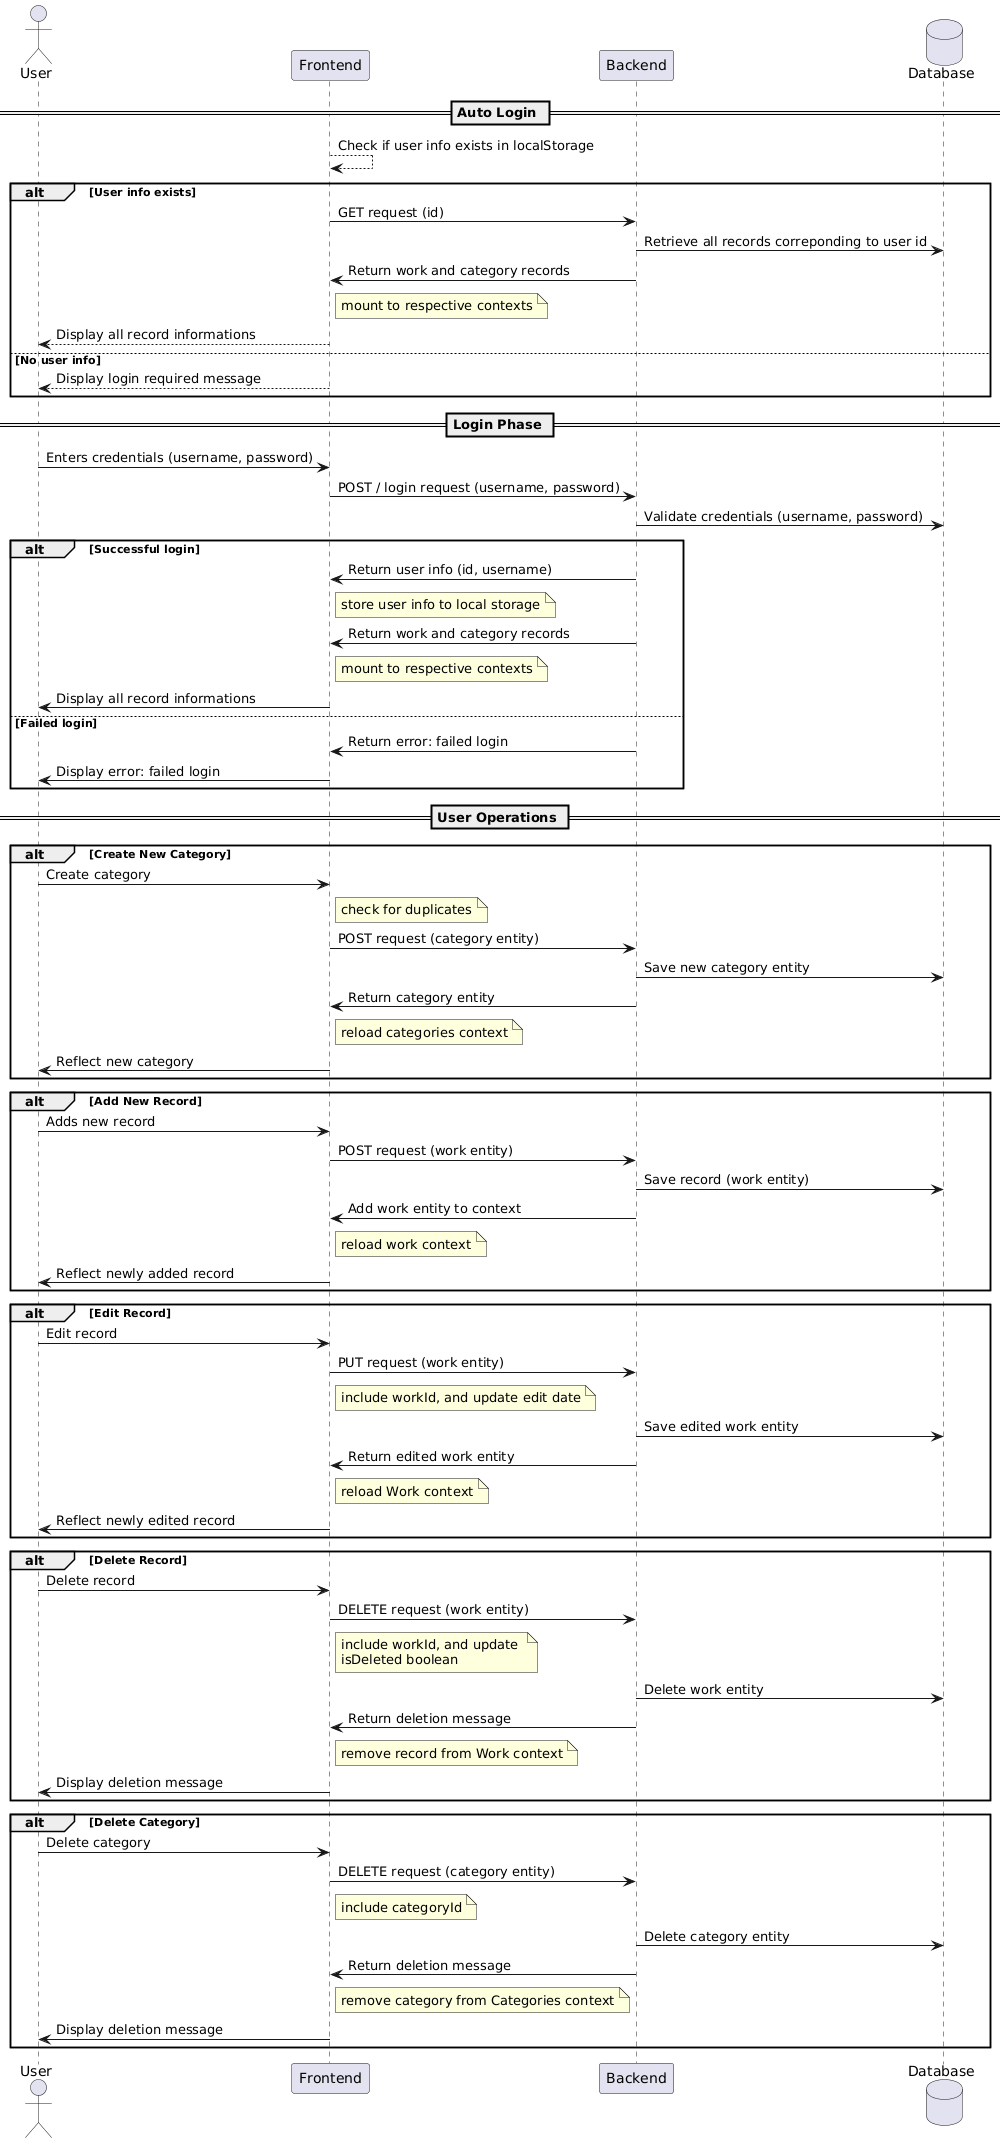 User
Frontend
Backend
Database
Auto Login
Check if user info exists in localStorage
alt
[User info exists]
GET request (id)
Retrieve all records correponding to user id
Return work and category records
mount to respective contexts
Display all record informations
[No user info]
Display login required message
Login Phase
Enters credentials (username, password)
POST / login request (username, password)
Validate credentials (username, password)
alt
[Successful login]
Return user info (id, username)
store user info to local storage
Return work and category records
mount to respective contexts
Display all record informations
[Failed login]
Return error: failed login
Display error: failed login
User Operations
alt
[Create New Category]
Create category
check for duplicates
POST request (category entity)
Save new category entity
Return category entity
reload categories context
Reflect new category
alt
[Add New Record]
Adds new record
POST request (work entity)
Save record (work entity)
Add work entity to context
reload work context
Reflect newly added record
alt
[Edit Record]
Edit record
PUT request (work entity)
include workId, and update edit date
Save edited work entity
Return edited work entity
reload Work context
Reflect newly edited record
alt
[Delete Record]
Delete record
DELETE request (work entity)
include workId, and update
isDeleted boolean
Delete work entity
Return deletion message
remove record from Work context
Display deletion message
alt
[Delete Category]
Delete category
DELETE request (category entity)
include categoryId
Delete category entity
Return deletion message
remove category from Categories context
Display deletion message
User
Frontend
Backend
Database